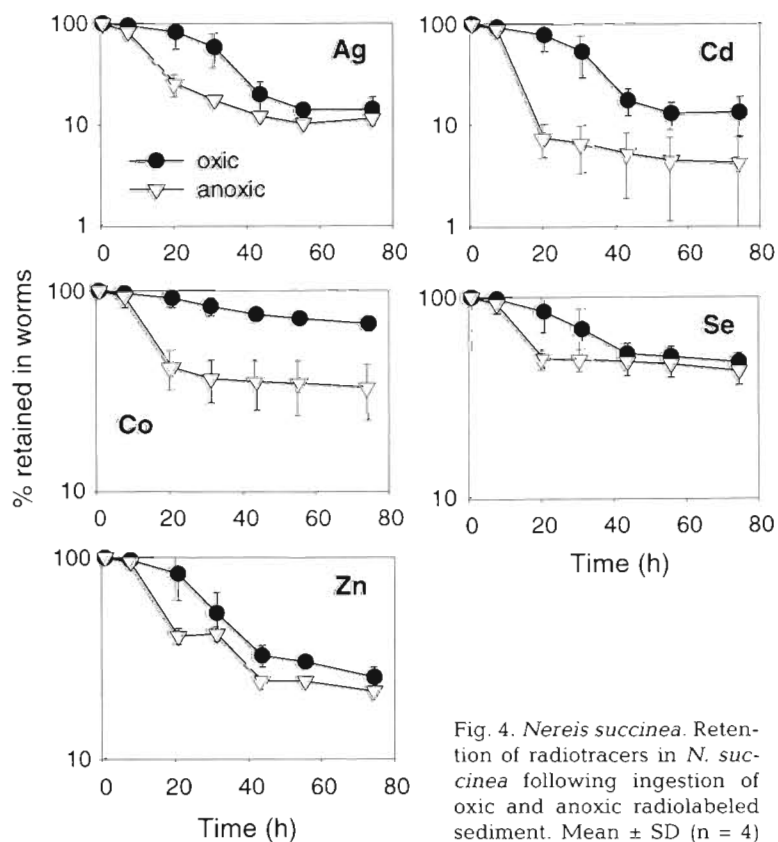 100
10
1
Ag
oxic
anoxic
0 20 40 60 80
100
10
1
Cd
0 20 40 60 80
% retained in worms
100
10
Co
0 20 40 60 80
100
10
Se
0 20 40 60 80
Time (h)
100
10
Zn
0 20 40 60 80
Time (h)
Fig. 4. Nereis succinea. Reten-
tion of radiotracers in N. suc-
cinea following ingestion of
oxic and anoxic radiolabeled
sediment. Mean ± SD (n = 4)